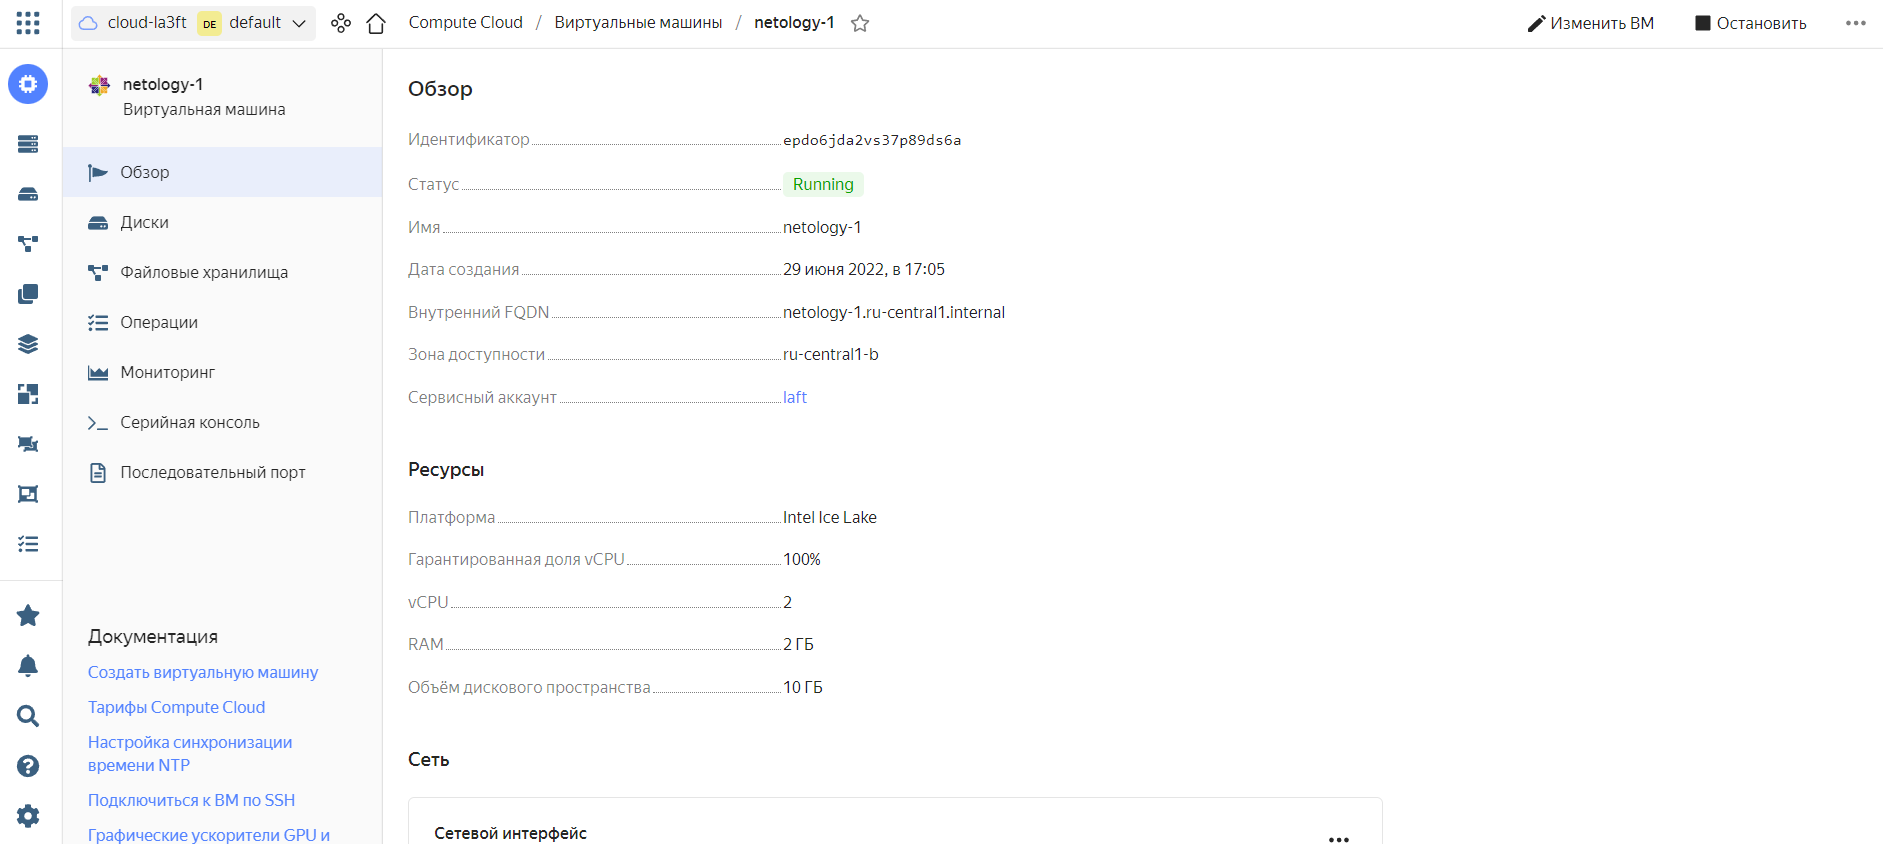 cloud-la3ft DE default
Compute Cloud / Виртуальные машины / netology-1
Изменить ВМ
Остановить
netology-1
Виртуальная машина
Обзор
Диски
Файловые хранилища
Операции
Мониторинг
Серийная консоль
Последовательный порт
Документация
Создать виртуальную машину
Тарифы Compute Cloud
Настройка синхронизации
времени NTP
Подключиться к ВМ по SSH
Графические ускорители GPU и
Обзор
Идентификатор epdo6jda2vs37p89ds6a
Статус Running
Имя netology-1
Дата создания 29 июня 2022, в 17:05
Внутренний FQDN netology-1.ru-central1.internal
Зона доступности ru-central1-b
Сервисный аккаунт laft
Ресурсы
Платформа Intel Ice Lake
Гарантированная доля vCPU 100%
vCPU 2
RAM 2 ГБ
Объём дискового пространства 10 ГБ
Сеть
Сетевой интерфейс